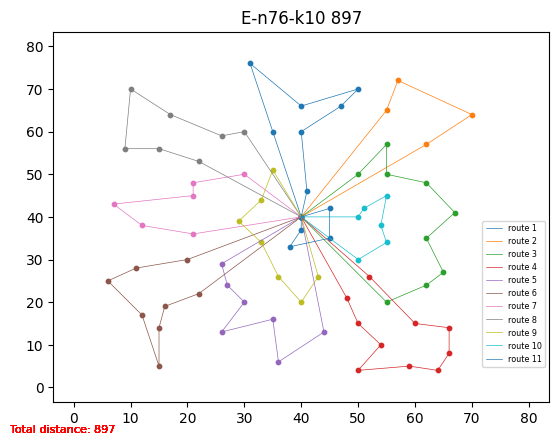 E-n76-k10 897
80
70
60
50
40
30
20
10
0
0 10 20 30 40 50 60 70 80
route 1
route 2
route 3
route 4
route 5
route 6
route 7
route 8
route 9
route 10
route 11
Total distance: 897